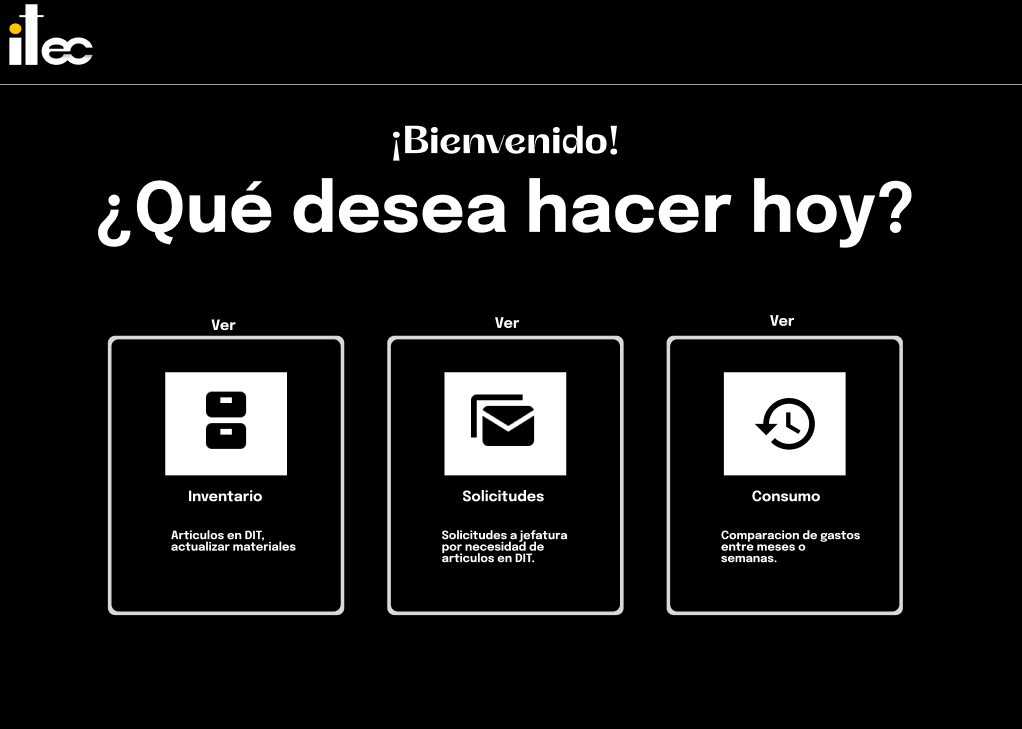 itec
¡Bienvenido!
¿Qué desea hacer hoy?
Ver
Ver
Ver
Inventario
Solicitudes
Consumo
Articulos en DIT,
actualizar materiales
Solicitudes a jefatura
por necesidad de
articulos en DIT.
Comparacion de gastos
entre meses o
semanas.